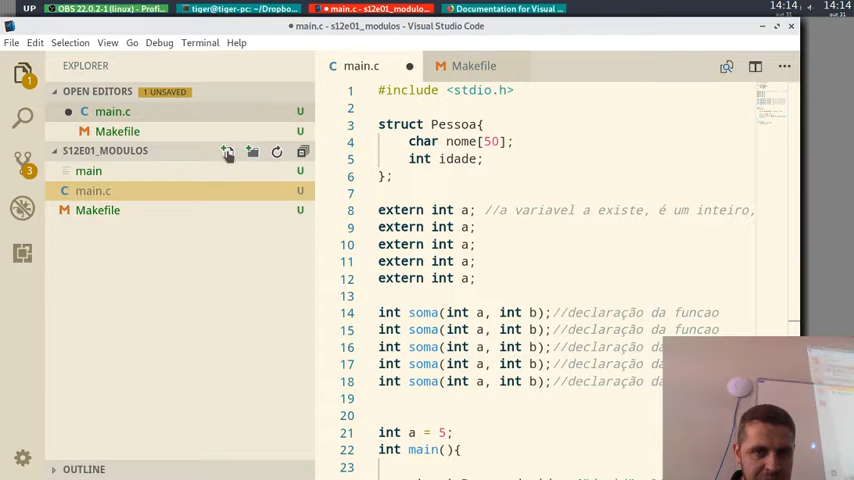 UP
OBS 22.0.2-1 (linux) - Profi...
tiger@tiger-pc: ~/Dropbo...
main.c - s12e01_modulo...
Documentation for Visual ...
14:14
14:14
main.c - s12e01_modulos - Visual Studio Code
File Edit Selection View Go Debug Terminal Help
EXPLORER
main.c
Makefile
OPEN EDITORS 1 UNSAVED
main.c U
Makefile U
S12E01_MODULOS
main U
main.c U
Makefile U
OUTLINE
1
3
1 #include <stdio.h>
2
3 struct Pessoa{
4 char nome[50];
5 int idade;
6 };
7
8 extern int a; //a variavel a existe, é um inteiro,
9 extern int a;
10 extern int a;
11 extern int a;
12 extern int a;
13
14 int soma(int a, int b);//declaração da funcao
15 int soma(int a, int b);//declaração da funcao
16 int soma(int a, int b);//declaração da
17 int soma(int a, int b);//declaração da
18 int soma(int a, int b);//declaração da
19
20
21 int a = 5;
22 int main(){
23